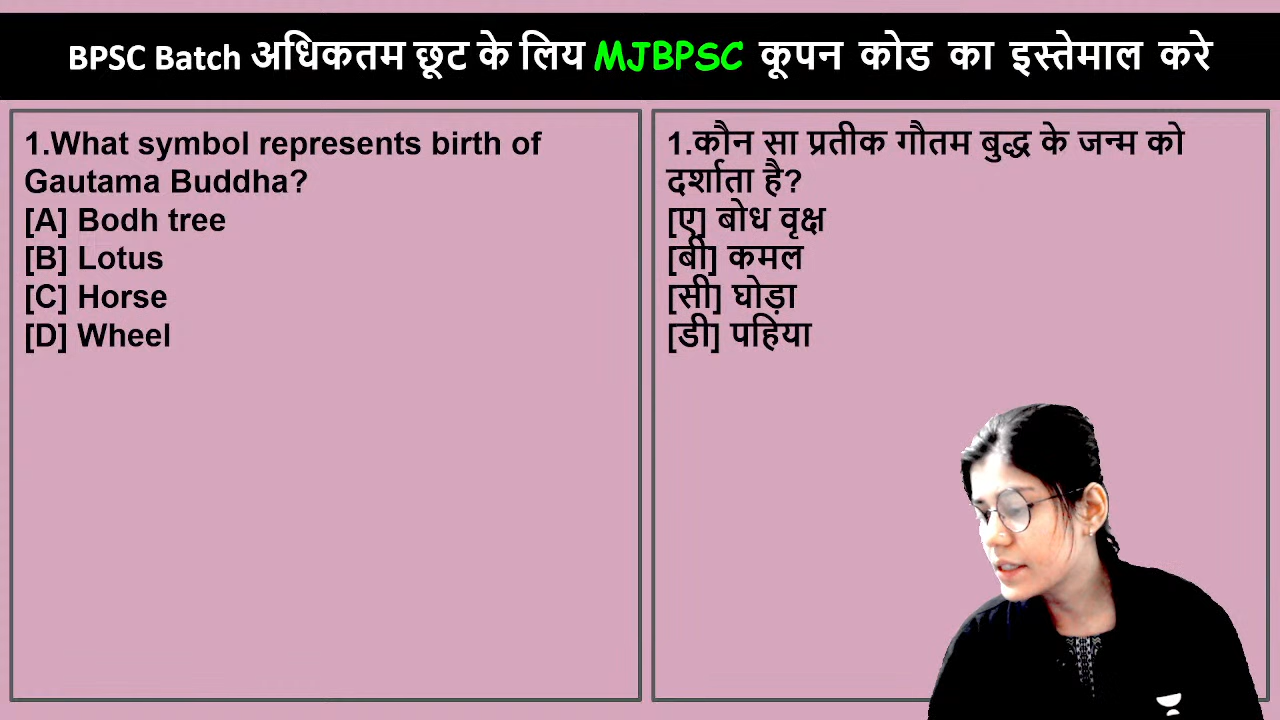 BPSC Batch अधिकतम छूट के लिय MJBPSC कूपन कोड का इस्तेमाल करे
1.What symbol represents birth of
Gautama Buddha?
[A] Bodh tree
[B] Lotus
[C] Horse
[D] Wheel
1.कौन सा प्रतीक गौतम बुद्ध के जन्म को
दर्शाता है?
[ए] बोध वृक्ष
[बी] कमल
[सी] घोड़ा
[डी] पहिया